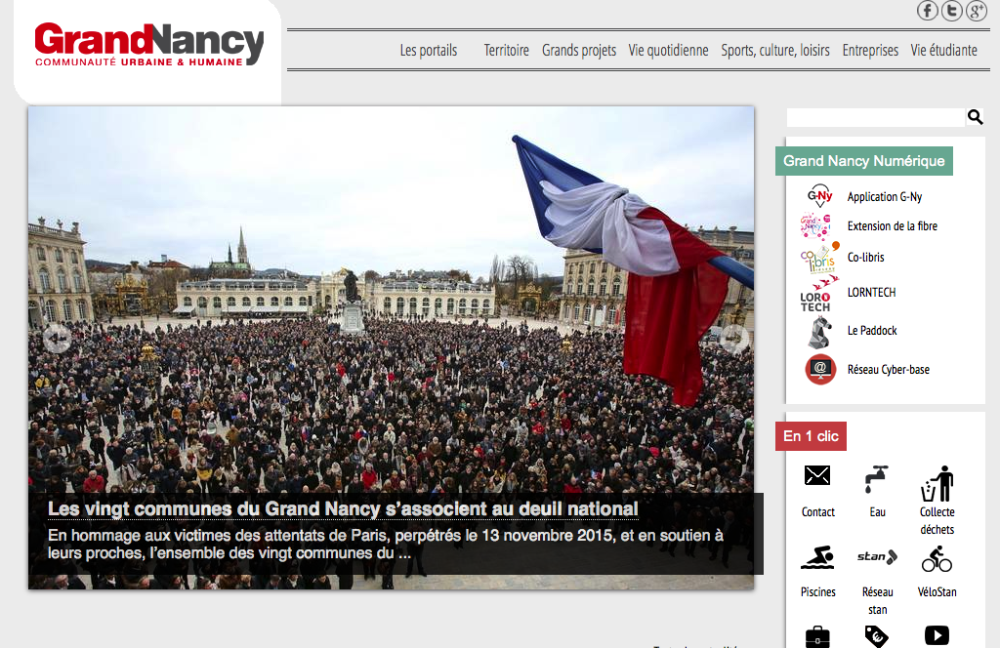 GrandNancy
COMMUNAUTÉ URBAINE & HUMAINE
Les portails
Territoire
Grands projets
Vie quotidienne
Sports, culture, loisirs
Entreprises
Vie étudiante
Grand Nancy Numérique
G-Ny
Application G-Ny
Extension de la fibre
Co-libris
LOR
TECH
LORNTECH
Le Paddock
@
Réseau Cyber-base
Les vingt communes du Grand Nancy s’associent au deuil national
En hommage aux victimes des attentats de Paris, perpétrés le 13 novembre 2015, et en soutien à
leurs proches, l’ensemble des vingt communes du ...
En 1 clic
Contact
Eau
Collecte
déchets
stan
Piscines
Réseau
stan
VéloStan